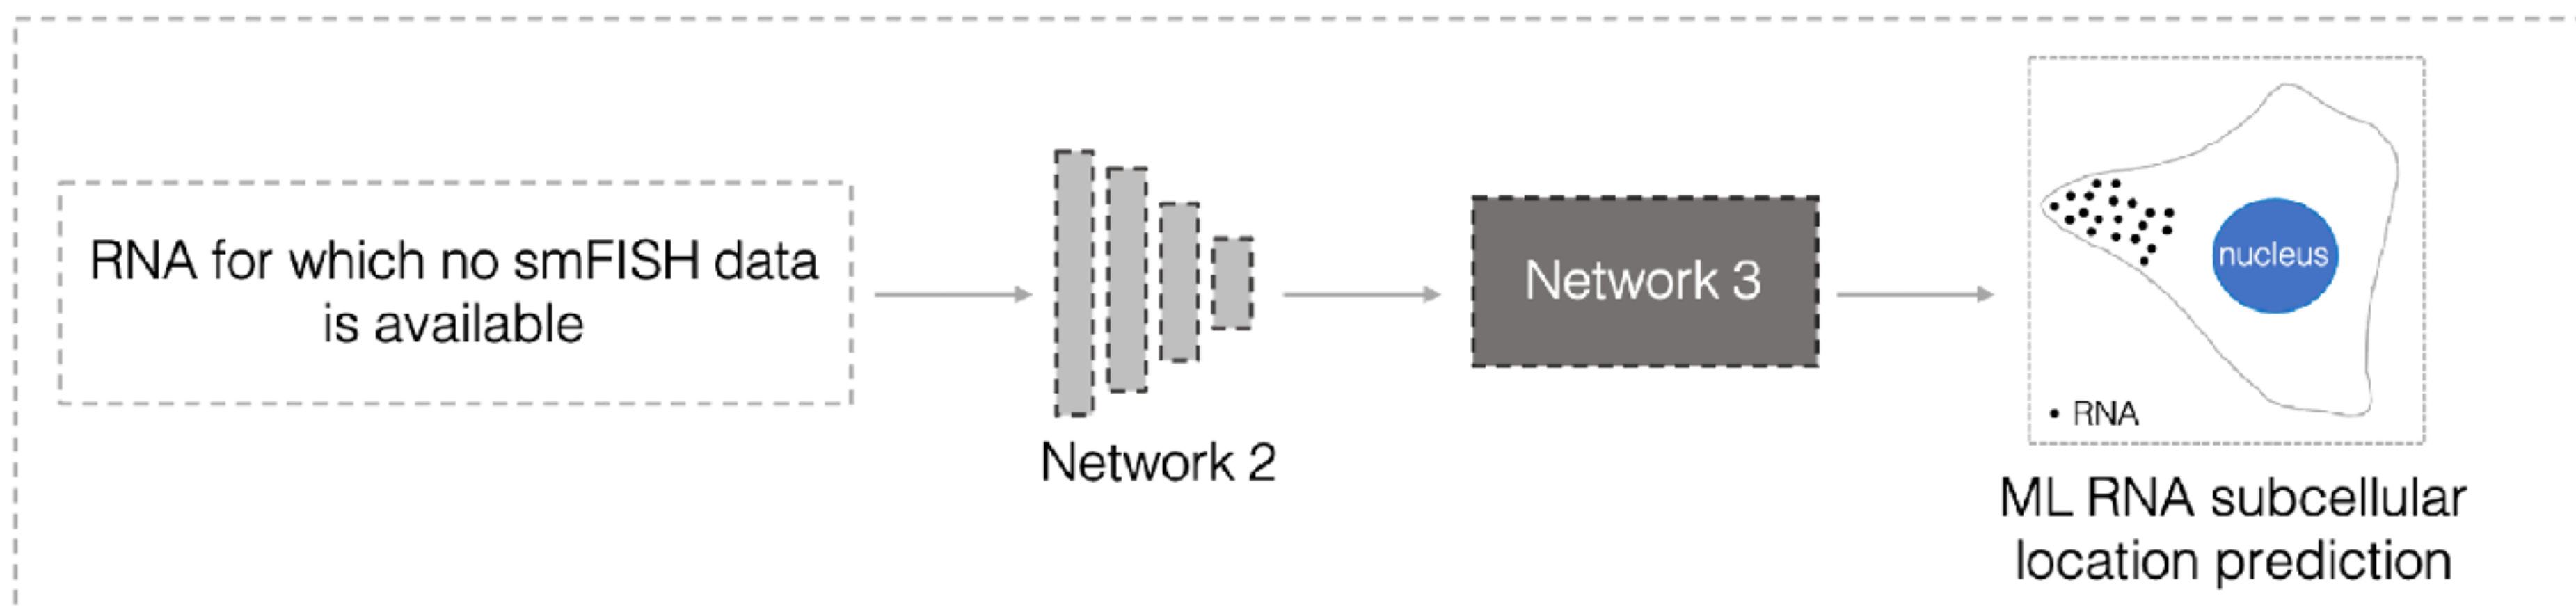 RNA for which no smFISH data
is available
Network 2
Network 3
nucleus
• RNA
ML RNA subcellular
location prediction